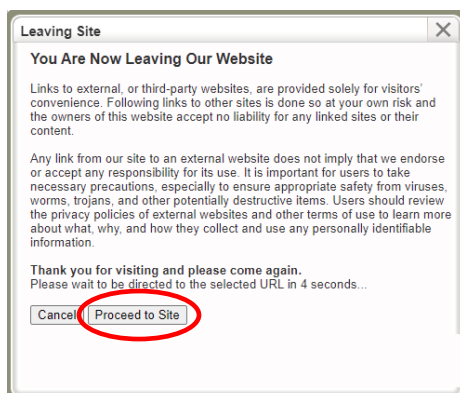 Leaving Site
You Are Now Leaving Our Website
Links to external, or third-party websites, are provided solely for visitors'
convenience. Following links to other sites is done so at your own risk and
the owners of this website accept no liability for any linked sites or their
content.
Any link from our site to an external website does not imply that we endorse
or accept any responsibility for its use. It is important for users to take
necessary precautions, especially to ensure appropriate safety from viruses,
worms, trojans, and other potentially destructive items. Users should review
the privacy policies of external websites and other terms of use to learn more
about what, why, and how they collect and use any personally identifiable
information.
Thank you for visiting and please come again.
Please wait to be directed to the selected URL in 4 seconds...
Cancel Proceed to Site